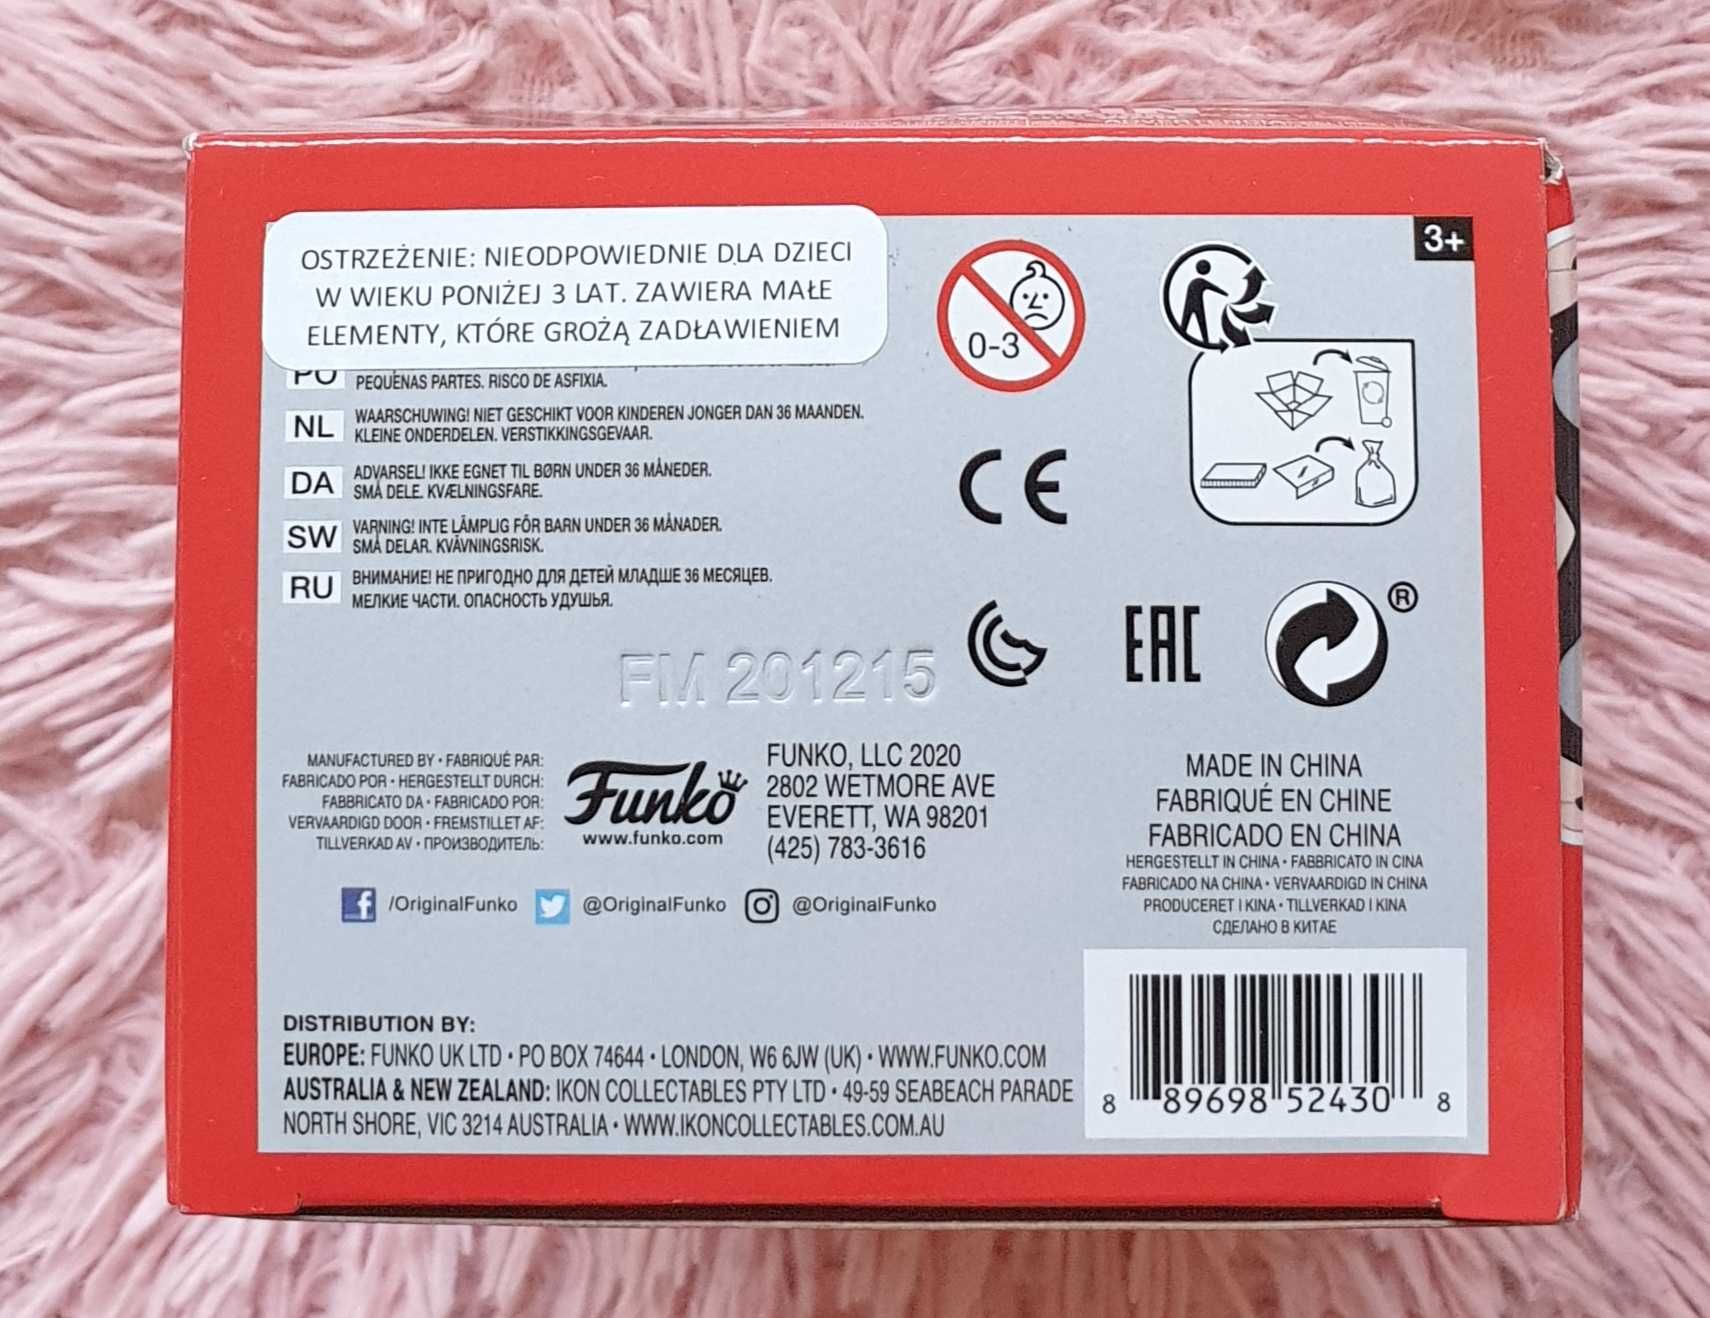 3+
OSTRZEŻENIE: NIEODPOWIEDNIE DLA DZIECI
W WIEKU PONIŻEJ 3 LAT. ZAWIERA MAŁE
ELEMENTY, KTÓRE GROŻĄ ZADŁAWIENIEM
0-3
PO PEQUENAS PARTES. RISCO DE ASFIXIA.
NL WAARSCHUWING! NIET GESCHIKT VOOR KINDEREN JONGER DAN 36 MAANDEN.
KLEINE ONDERDELEN. VERSTIKKINGSGEVAAR.
DA ADVARSEL! IKKE EGNET TIL BØRN UNDER 36 MÅNEDER.
SMÅ DELE. KVÆLNINGSFARE.
SW VARNING! INTE LÄMPLIG FÖR BARN UNDER 36 MÅNADER.
SMÅ DELAR. KVÄVNINGSRISK.
RU ВНИМАНИЕ! НЕ ПРИГОДНО ДЛЯ ДЕТЕЙ МЛАДШЕ 36 МЕСЯЦЕВ.
МЕЛКИЕ ЧАСТИ. ОПАСНОСТЬ УДУШЬЯ.
CE
EAC
®
FM 201215
MANUFACTURED BY • FABRIQUÉ PAR:
FABRICADO POR • HERGESTELLT DURCH:
FABBRICATO DA • FABRICADO POR:
VERVAARDIGD DOOR • FREMSTILLET AF:
TILLVERKAD AV • ПРОИЗВОДИТЕЛЬ:
Funko
www.funko.com
FUNKO, LLC 2020
2802 WETMORE AVE
EVERETT, WA 98201
(425) 783-3616
MADE IN CHINA
FABRIQUÉ EN CHINE
FABRICADO EN CHINA
HERGESTELLT IN CHINA • FABBRICATO IN CINA
FABRICADO NA CHINA • VERVAARDIGD IN CHINA
PRODUCERET I KINA • TILLVERKAD I KINA
СДЕЛАНО В КИТАЕ
/OriginalFunko @OriginalFunko @OriginalFunko
DISTRIBUTION BY:
EUROPE: FUNKO UK LTD • PO BOX 74644 • LONDON, W6 6JW (UK) • WWW.FUNKO.COM
AUSTRALIA & NEW ZEALAND: IKON COLLECTABLES PTY LTD • 49-59 SEABEACH PARADE
NORTH SHORE, VIC 3214 AUSTRALIA • WWW.IKONCOLLECTABLES.COM.AU
8 89698 52430 8